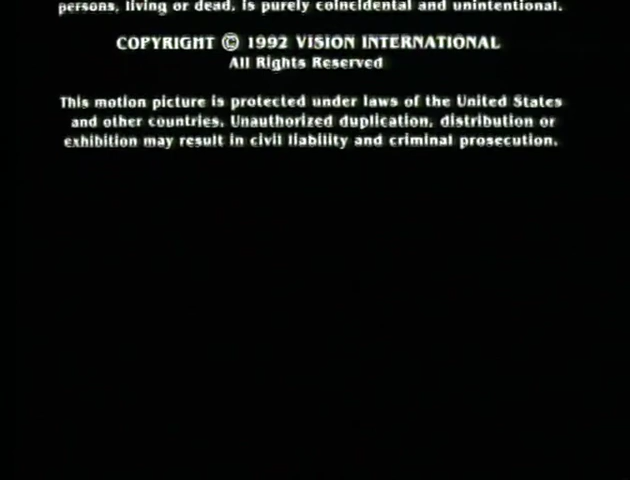 persons, living or dead, is purely coincidental and unintentional.
COPYRIGHT © 1992 VISION INTERNATIONAL
All Rights Reserved
This motion picture is protected under laws of the United States
and other countries. Unauthorized duplication, distribution or
exhibition may result in civil liability and criminal prosecution.